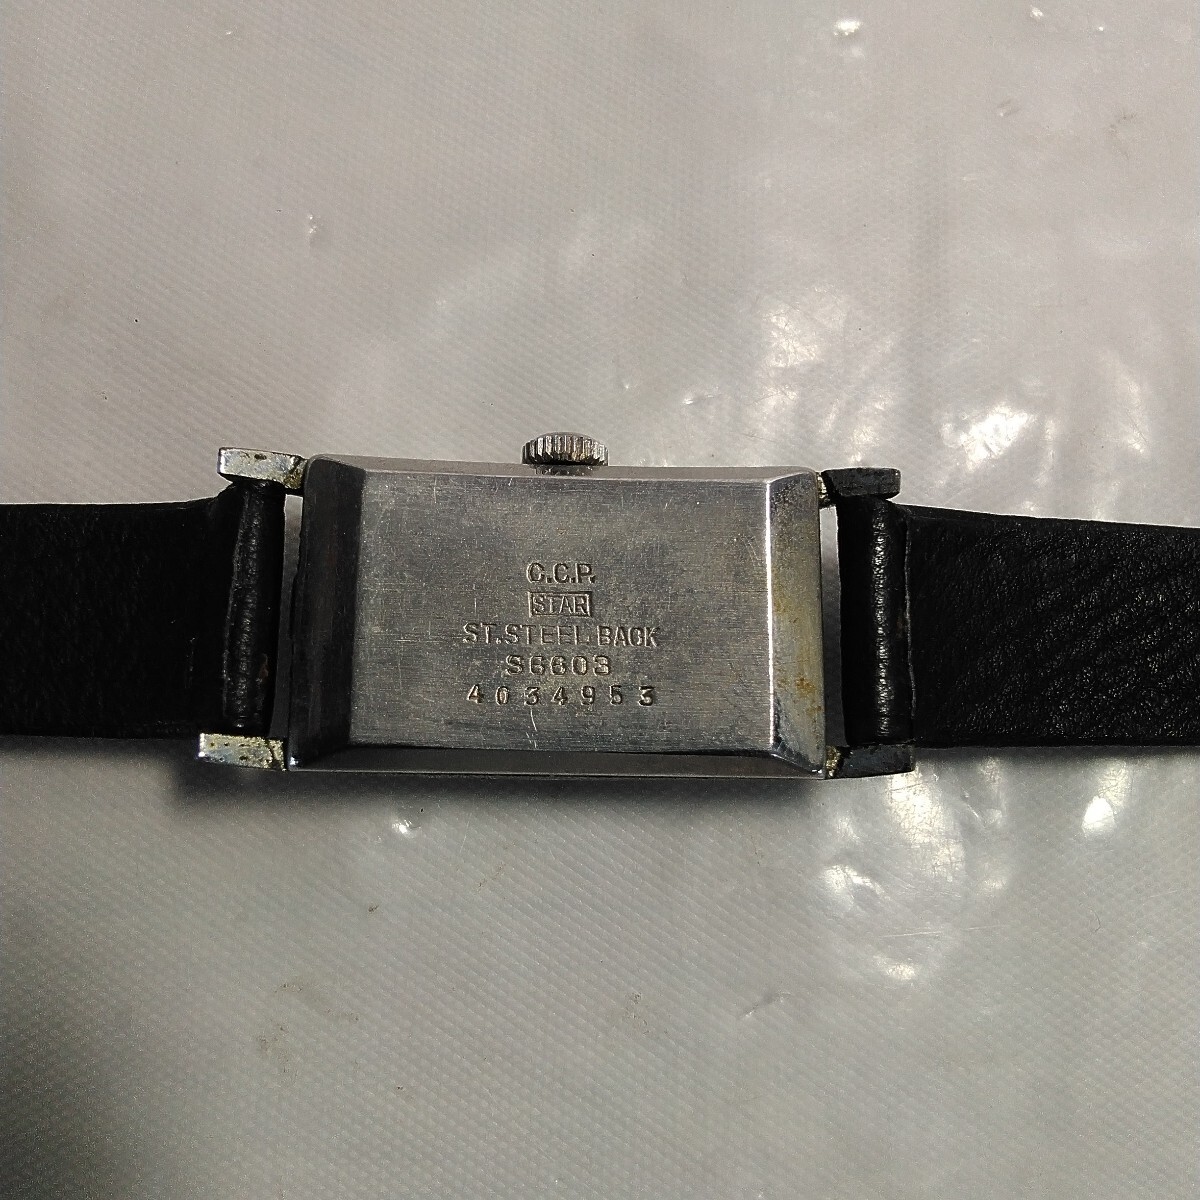 C.C.P.
STAR
ST.STEEL BACK
S6603
4034953